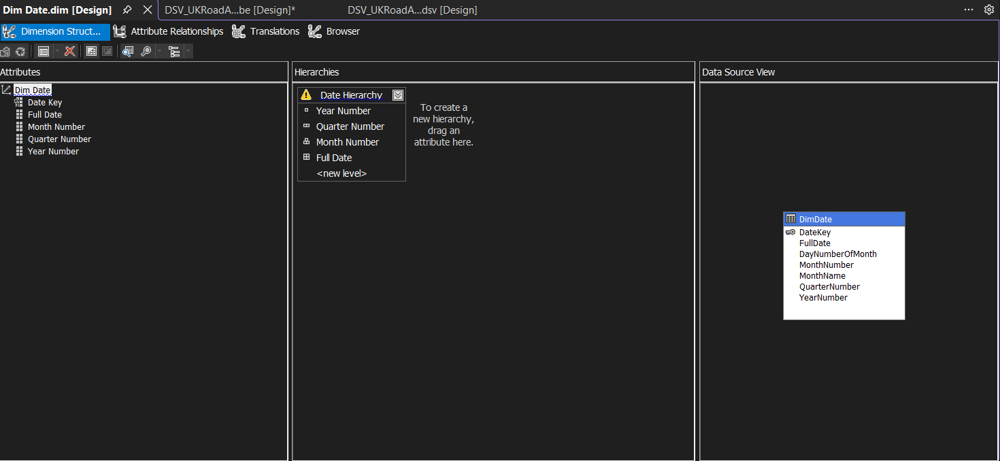 Dim Date.dim [Design]
DSV_UKRoadA...be [Design]*
DSV_UKRoadA...dsv [Design]
Dimension Struct...
Attribute Relationships
Translations
Browser
Attributes
Dim Date
Date Key
Full Date
Month Number
Quarter Number
Year Number
Hierarchies
Date Hierarchy
Year Number
Quarter Number
Month Number
Full Date
<new level>
To create a
new hierarchy,
drag an
attribute here.
Data Source View
DimDate
DateKey
FullDate
DayNumberOfMonth
MonthNumber
MonthName
QuarterNumber
YearNumber